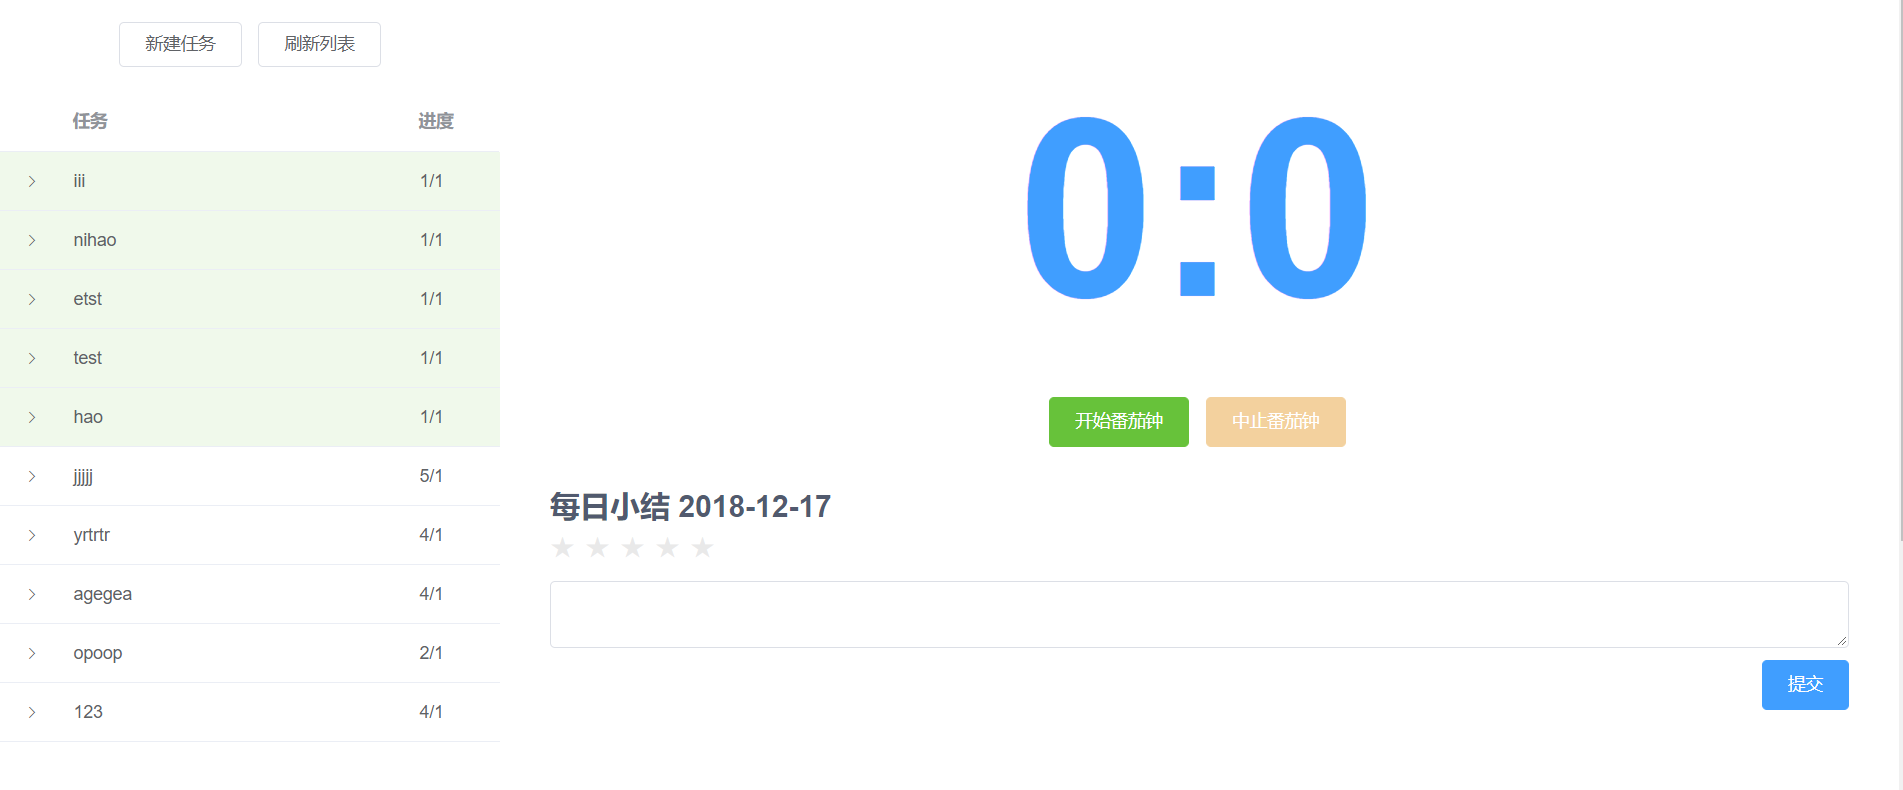 新建任务 刷新列表
任务 进度
iii 1/1
nihao 1/1
etst 1/1
test 1/1
hao 1/1
jjjjj 5/1
yrtrtr 4/1
agegea 4/1
opoop 2/1
123 4/1
0:0
开始番茄钟 中止番茄钟
每日小结 2018-12-17
提交